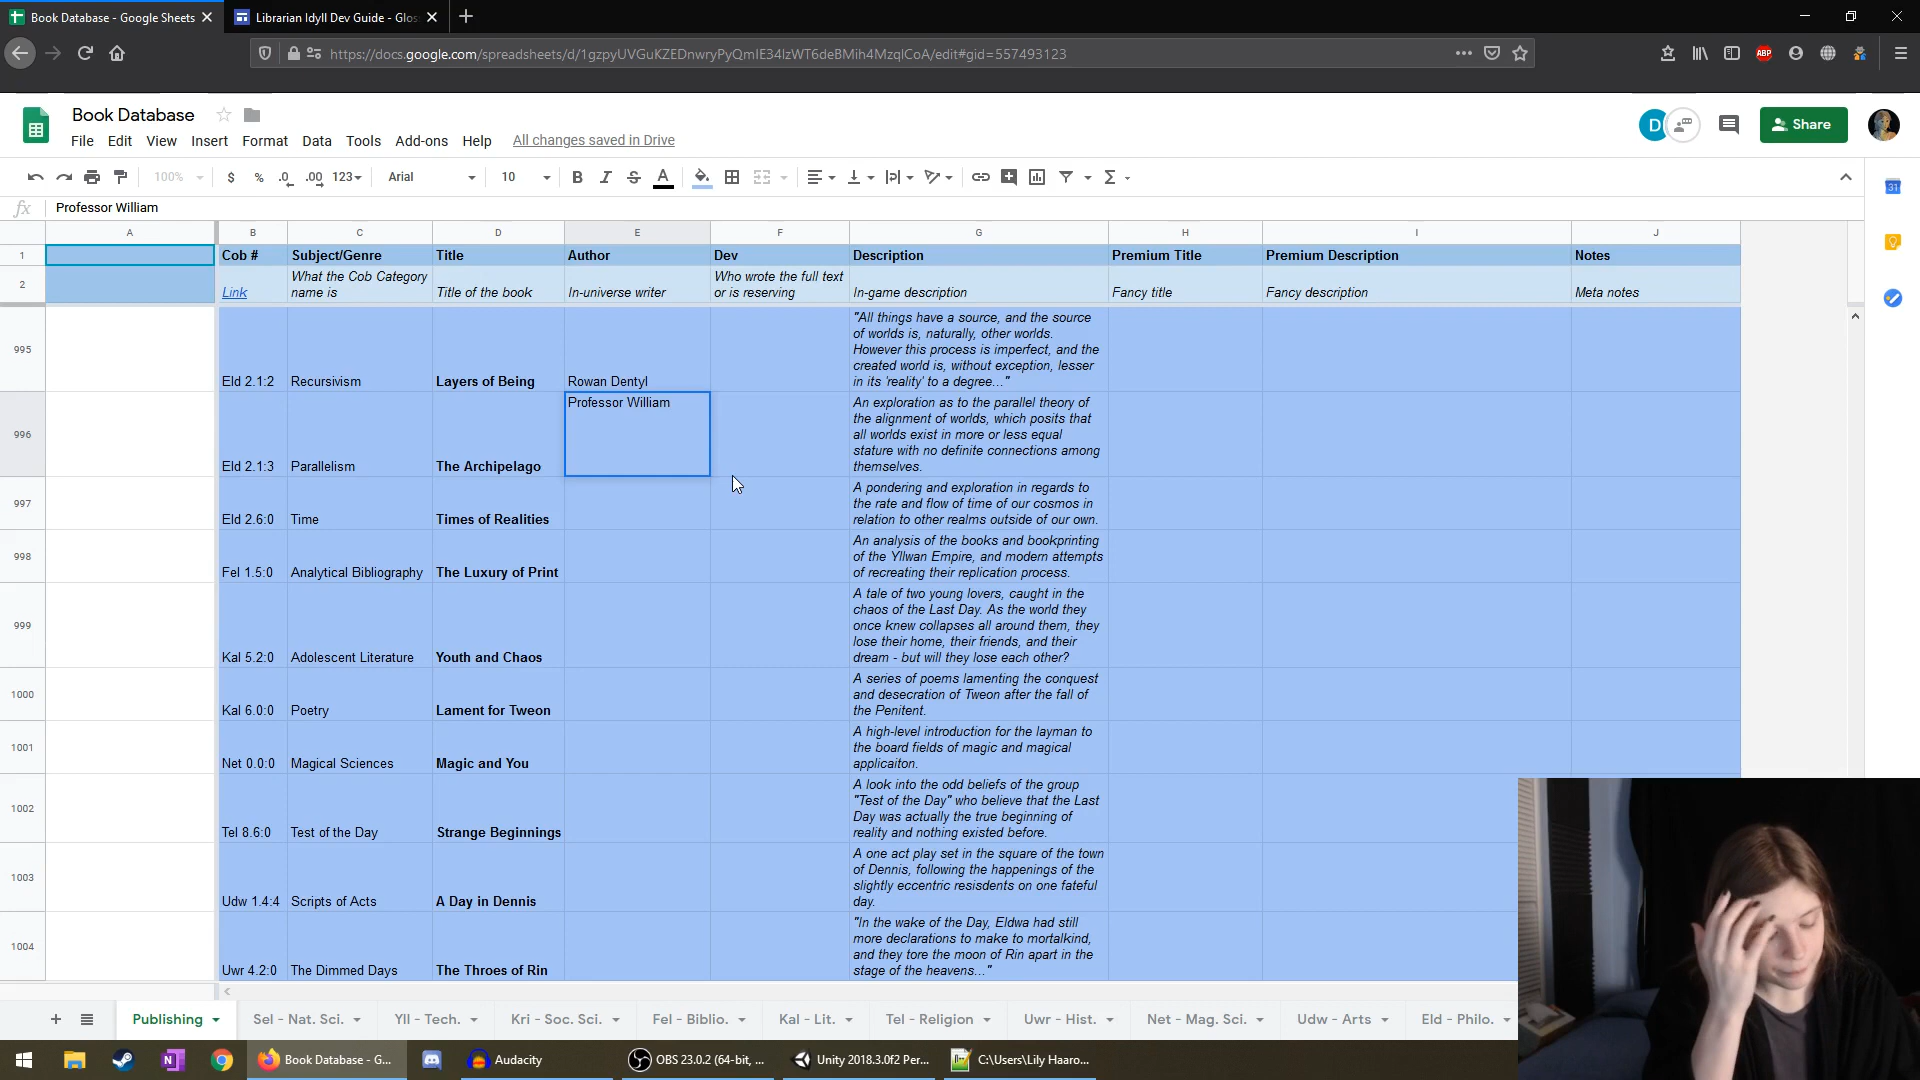 Book Database - Google Sheets
Librarian Idyll Dev Guide - Glos
https://docs.google.com/spreadsheets/d/1gzpyUVGuKZEDnwryPyQmIE34lzWT6deBMih4MzqlCoA/edit#gid=557493123
ABP
Book Database
File Edit View Insert Format Data Tools Add-ons Help All changes saved in Drive
D
Share
100% $ % .0 .00 123 Arial 10 B I S A Σ
31
fx Professor William
A B C D E F G H I J
1 Cob # Subject/Genre Title Author Dev Description Premium Title Premium Description Notes
2 Link What the Cob Category name is Title of the book In-universe writer Who wrote the full text or is reserving In-game description Fancy title Fancy description Meta notes
995 Eld 2.1:2 Recursivism Layers of Being Rowan Dentyl
"All things have a source, and the source
of worlds is, naturally, other worlds.
However this process is imperfect, and the
created world is, without exception, lesser
in its 'reality' to a degree..."
996 Eld 2.1:3 Parallelism The Archipelago Professor William
An exploration as to the parallel theory of
the alignment of worlds, which posits that
all worlds exist in more or less equal
stature with no definite connections among
themselves.
997 Eld 2.6:0 Time Times of Realities
A pondering and exploration in regards to
the rate and flow of time of our cosmos in
relation to other realms outside of our own.
998 Fel 1.5:0 Analytical Bibliography The Luxury of Print
An analysis of the books and bookprinting
of the Yllwan Empire, and modern attempts
of recreating their replication process.
999 Kal 5.2:0 Adolescent Literature Youth and Chaos
A tale of two young lovers, caught in the
chaos of the Last Day. As the world they
once knew collapses all around them, they
lose their home, their friends, and their
dream - but will they lose each other?
1000 Kal 6.0:0 Poetry Lament for Tweon
A series of poems lamenting the conquest
and desecration of Tweon after the fall of
the Penitent.
1001 Net 0.0:0 Magical Sciences Magic and You
A high-level introduction for the layman to
the board fields of magic and magical
applicaiton.
1002 Tel 8.6:0 Test of the Day Strange Beginnings
A look into the odd beliefs of the group
"Test of the Day" who believe that the Last
Day was actually the true beginning of
reality and nothing existed before.
1003 Udw 1.4:4 Scripts of Acts A Day in Dennis
A one act play set in the square of the town
of Dennis, following the happenings of the
slightly eccentric resisdents on one fateful
day.
1004 Uwr 4.2:0 The Dimmed Days The Throes of Rin
"In the wake of the Day, Eldwa had still
more declarations to make to mortalkind,
and they tore the moon of Rin apart in the
stage of the heavens..."
Publishing Sel - Nat. Sci. Yll - Tech. Kri - Soc. Sci. Fel - Biblio. Kal - Lit. Tel - Religion Uwr - Hist. Net - Mag. Sci. Udw - Arts Eld - Philo.
Book Database - G... Audacity OBS 23.0.2 (64-bit, ... Unity 2018.3.0f2 Per... C:\Users\Lily Haaro...